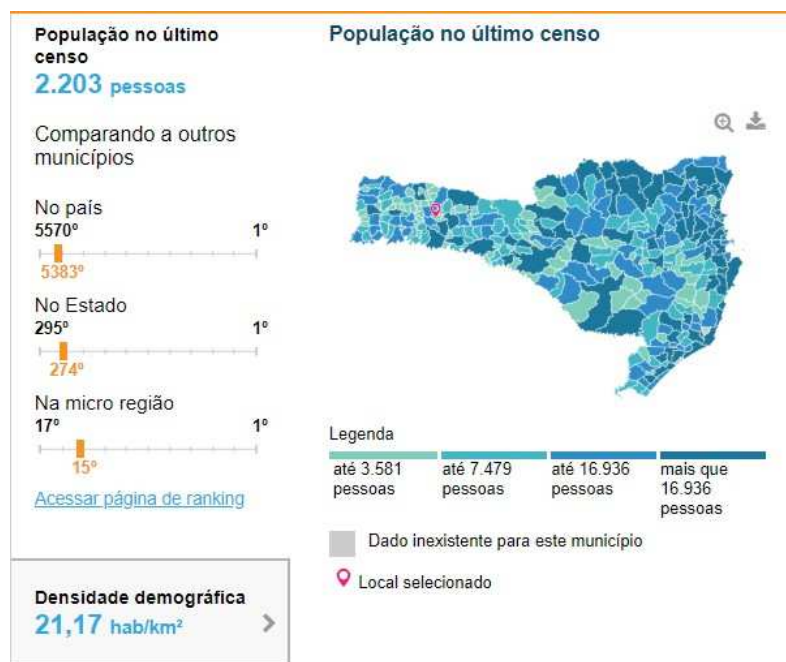 População no último
censo
2.203 pessoas
Comparando a outros
municípios
No país
5570º 1º
5383º
No Estado
295º 1º
274º
Na micro região
17º 1º
15º
Acessar página de ranking
Densidade demográfica
21,17 hab/km²
População no último censo
Legenda
até 3.581
pessoas
até 7.479
pessoas
até 16.936
pessoas
mais que
16.936
pessoas
Dado inexistente para este município
Local selecionado